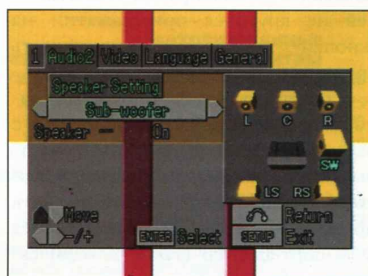 1 Audio2 Video Language General
Speaker Setting
Sub-woofer
Speaker — On
L C R
SW
LS RS
Move
-/+
ENTER Select
Return
SETUP Exit